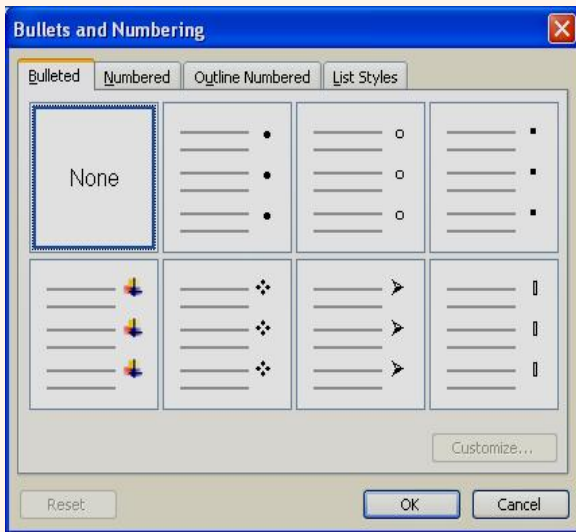 Bullets and Numbering
Bulleted Numbered Outline Numbered List Styles
None
Customize...
Reset OK Cancel